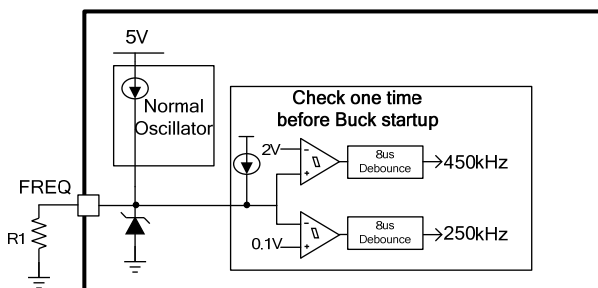 5V
Normal
Oscillator
Check one time
before Buck startup
2V
8us
Debounce
450kHz
FREQ
R1
0.1V
8us
Debounce
250kHz